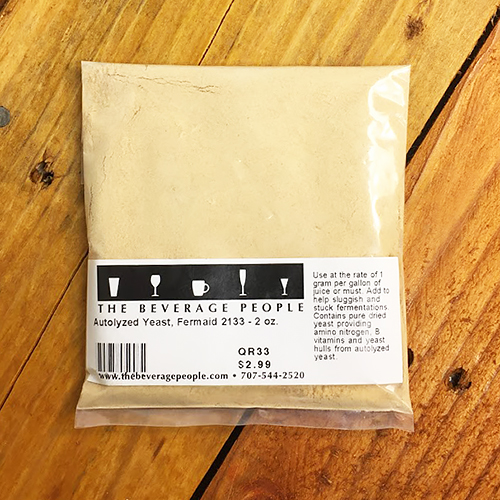 THE BEVERAGE PEOPLE
Autolyzed Yeast, Fermaid 2133 - 2 oz.
QR33
$2.99
www.thebeveragepeople.com • 707-544-2520
Use at the rate of 1
gram per gallon of
juice or must. Add to
help sluggish and
stuck fermentations
Contains pure dried
yeast providing
amino nitrogen, B
vitamins and yeast
hulls from autolyzed
yeast.